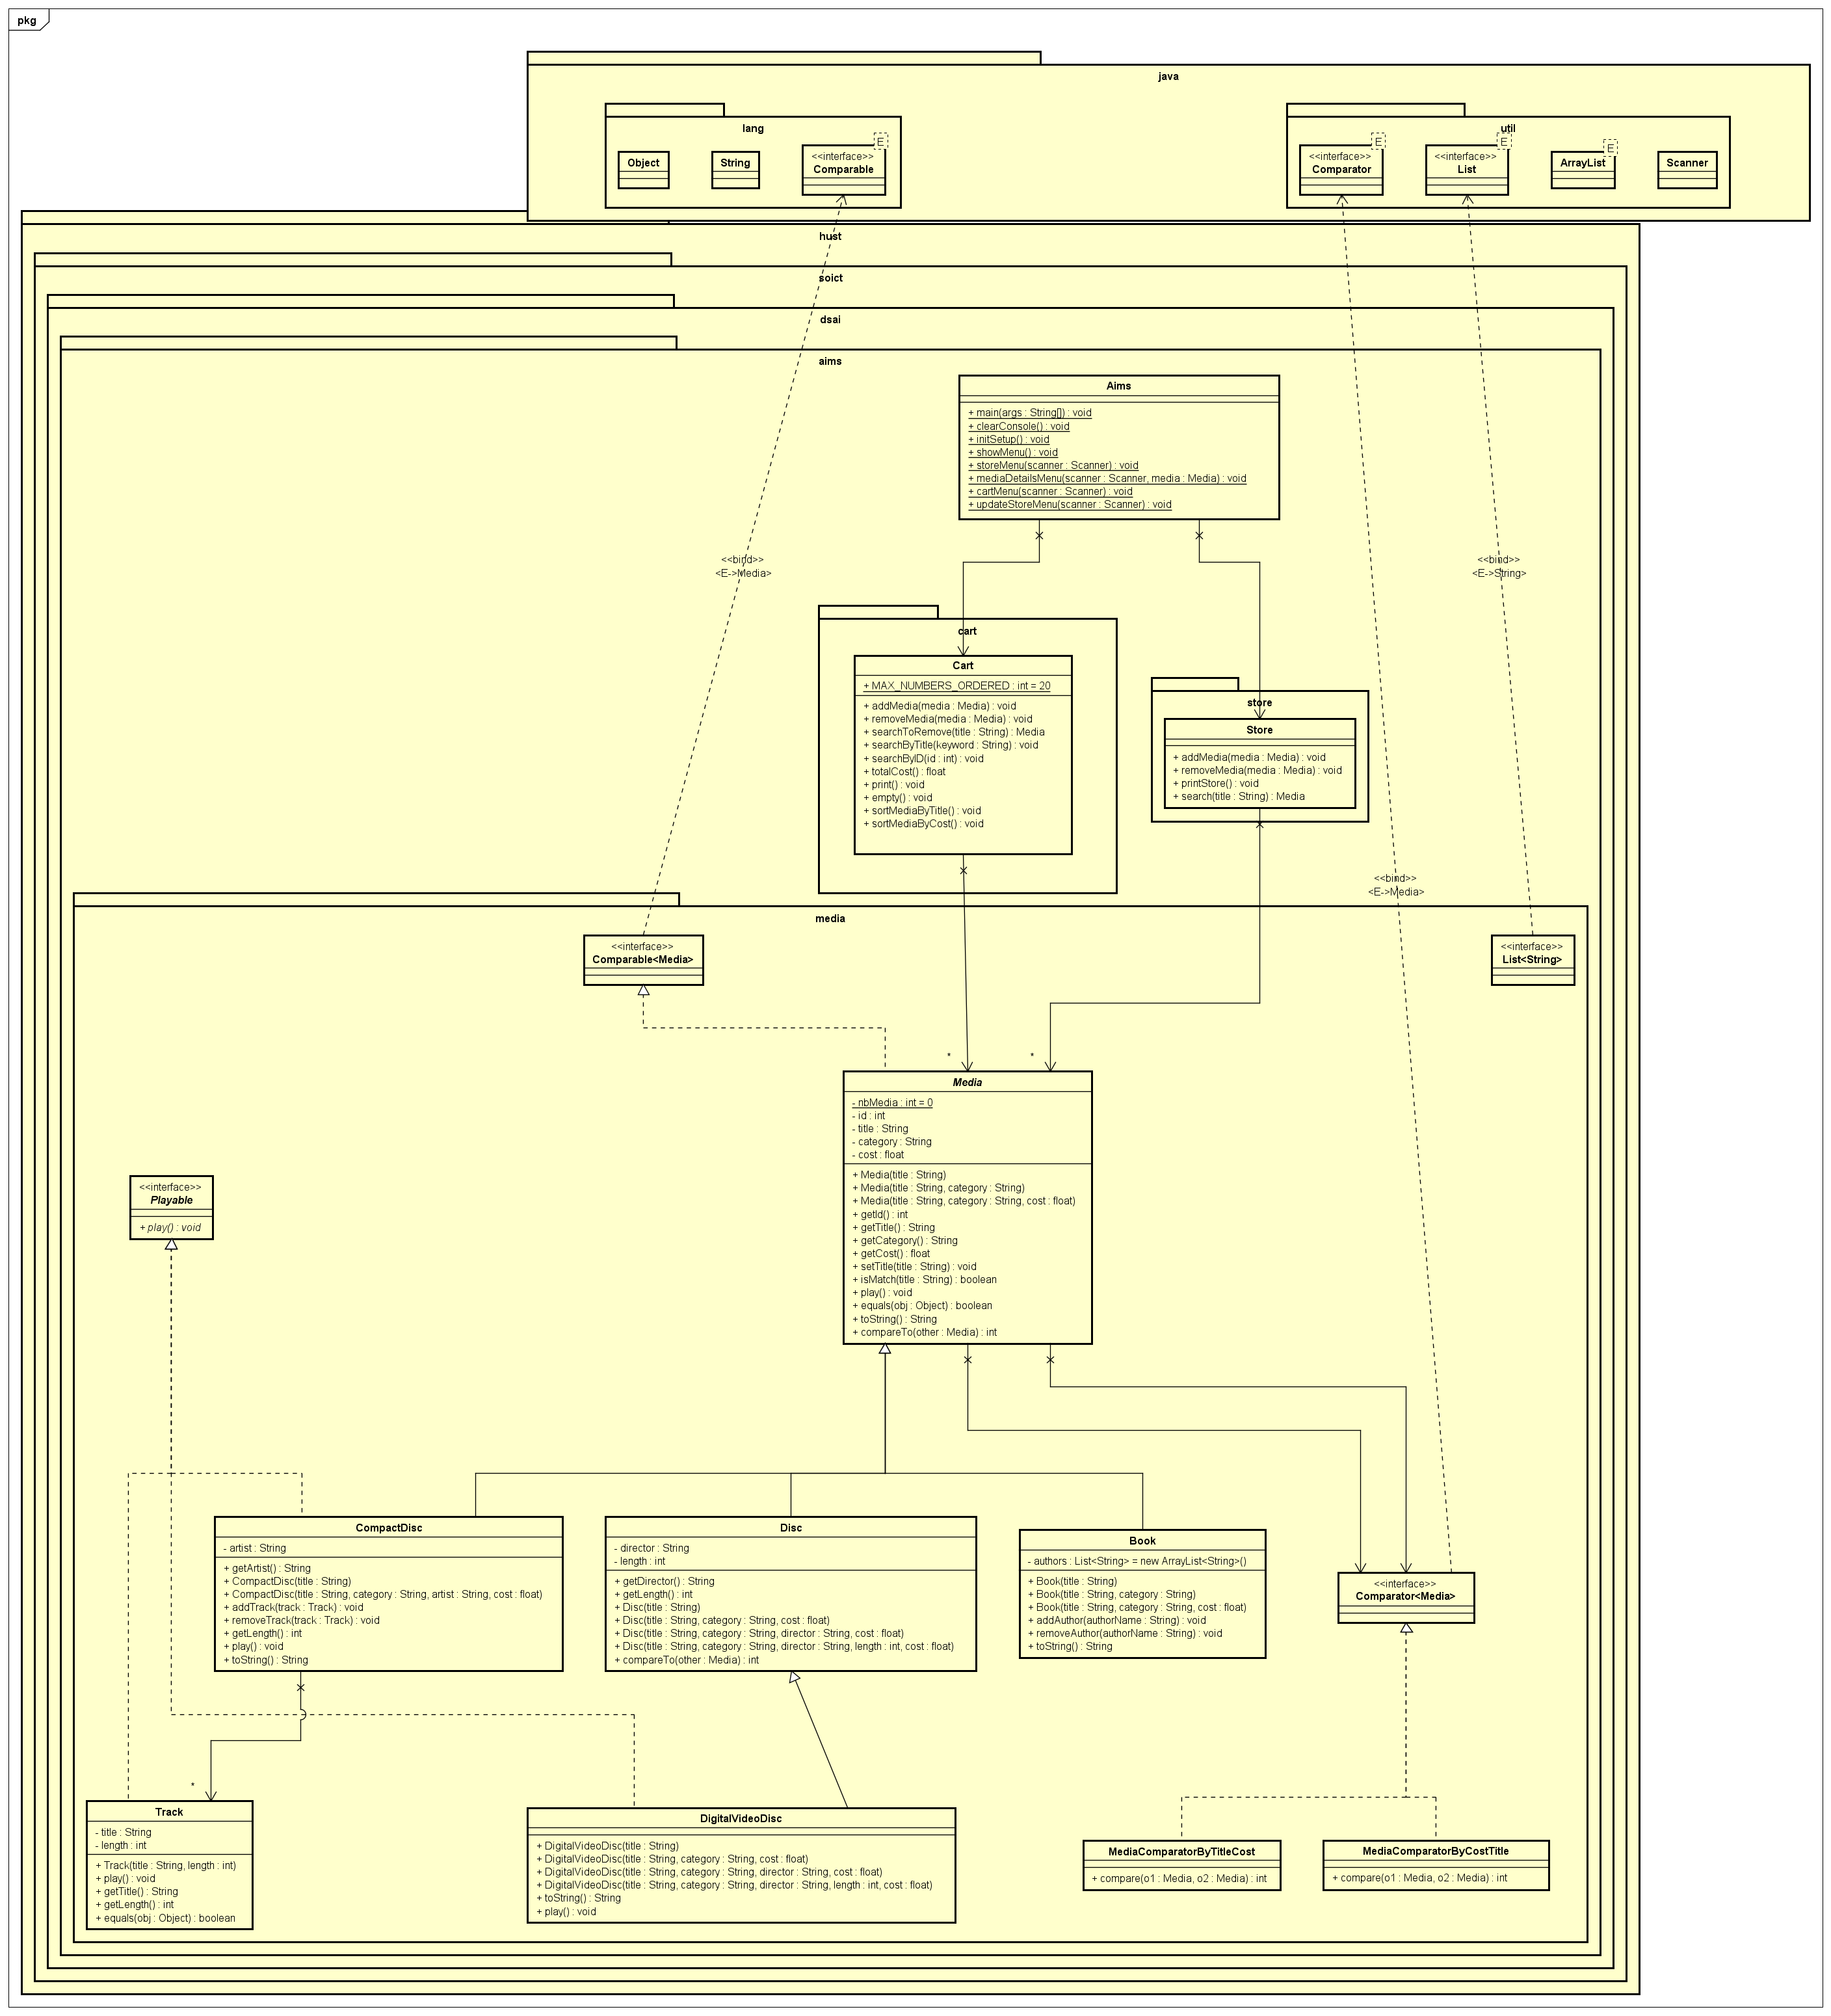 pkg
java
lang
util
Object
String
E
<<interface>>
Comparable
E
<<interface>>
Comparator
E
<<interface>>
List
E
ArrayList
Scanner
hust
soict
dsai
aims
Aims
+ main(args : String[]) : void
+ clearConsole() : void
+ initSetup() : void
+ showMenu() : void
+ storeMenu(scanner : Scanner) : void
+ mediaDetailsMenu(scanner : Scanner, media : Media) : void
+ cartMenu(scanner : Scanner) : void
+ updateStoreMenu(scanner : Scanner) : void
<<bind>>
<E->Media>
<<bind>>
<E->String>
cart
Cart
+ MAX_NUMBERS_ORDERED : int = 20
+ addMedia(media : Media) : void
+ removeMedia(media : Media) : void
+ searchToRemove(title : String) : Media
+ searchByTitle(keyword : String) : void
+ searchByID(id : int) : void
+ totalCost() : float
+ print() : void
+ empty() : void
+ sortMediaByTitle() : void
+ sortMediaByCost() : void
store
Store
+ addMedia(media : Media) : void
+ removeMedia(media : Media) : void
+ printStore() : void
+ search(title : String) : Media
<<bind>>
<E->Media>
media
<<interface>>
Comparable<Media>
<<interface>>
List<String>
*
*
Media
- nbMedia : int = 0
- id : int
- title : String
- category : String
- cost : float
+ Media(title : String)
+ Media(title : String, category : String)
+ Media(title : String, category : String, cost : float)
+ getId() : int
+ getTitle() : String
+ getCategory() : String
+ getCost() : float
+ setTitle(title : String) : void
+ isMatch(title : String) : boolean
+ play() : void
+ equals(obj : Object) : boolean
+ toString() : String
+ compareTo(other : Media) : int
<<interface>>
Playable
+ play() : void
CompactDisc
- artist : String
+ getArtist() : String
+ CompactDisc(title : String)
+ CompactDisc(title : String, category : String, artist : String, cost : float)
+ addTrack(track : Track) : void
+ removeTrack(track : Track) : void
+ getLength() : int
+ play() : void
+ toString() : String
Disc
- director : String
- length : int
+ getDirector() : String
+ getLength() : int
+ Disc(title : String)
+ Disc(title : String, category : String, cost : float)
+ Disc(title : String, category : String, director : String, cost : float)
+ Disc(title : String, category : String, director : String, length : int, cost : float)
+ compareTo(other : Media) : int
Book
- authors : List<String> = new ArrayList<String>()
+ Book(title : String)
+ Book(title : String, category : String)
+ Book(title : String, category : String, cost : float)
+ addAuthor(authorName : String) : void
+ removeAuthor(authorName : String) : void
+ toString() : String
<<interface>>
Comparator<Media>
*
Track
- title : String
- length : int
+ Track(title : String, length : int)
+ play() : void
+ getTitle() : String
+ getLength() : int
+ equals(obj : Object) : boolean
DigitalVideoDisc
+ DigitalVideoDisc(title : String)
+ DigitalVideoDisc(title : String, category : String, cost : float)
+ DigitalVideoDisc(title : String, category : String, director : String, cost : float)
+ DigitalVideoDisc(title : String, category : String, director : String, length : int, cost : float)
+ toString() : String
+ play() : void
MediaComparatorByTitleCost
+ compare(o1 : Media, o2 : Media) : int
MediaComparatorByCostTitle
+ compare(o1 : Media, o2 : Media) : int